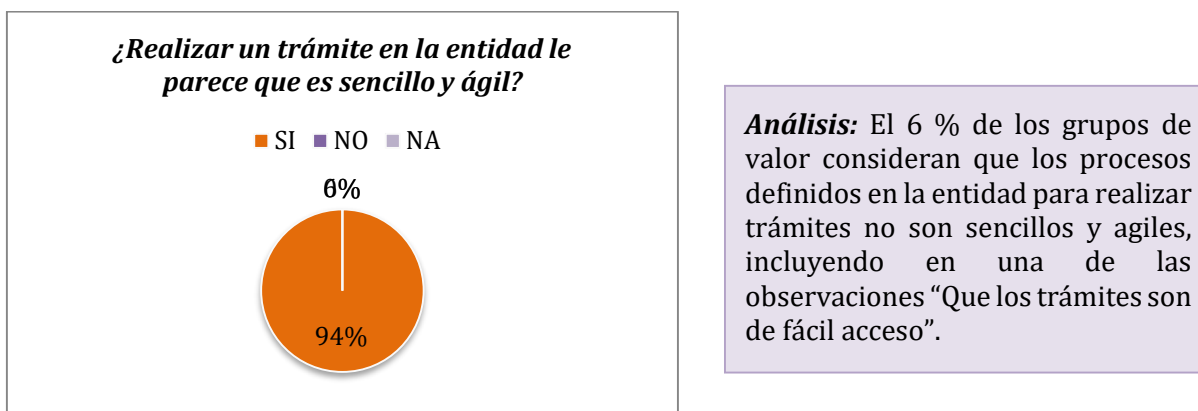 ¿Realizar un trámite en la entidad le
parece que es sencillo y ágil?
SI NO NA
94%
Análisis: El 6 % de los grupos de
valor consideran que los procesos
definidos en la entidad para realizar
trámites no son sencillos y agiles,
incluyendo en una de las
observaciones “Que los trámites son
de fácil acceso”.